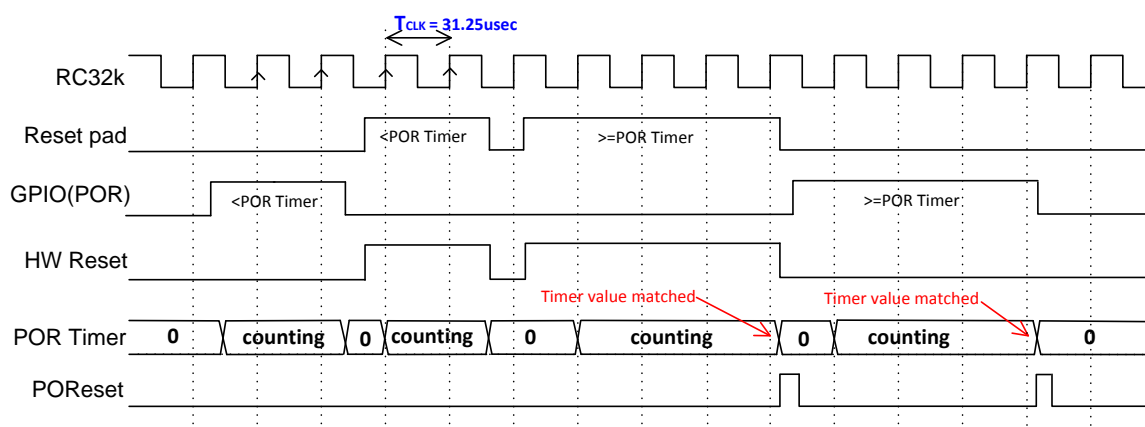 TCLK = 31.25usec
RC32k
Reset pad
<POR Timer
>=POR Timer
GPIO(POR)
<POR Timer
>=POR Timer
HW Reset
Timer value matched
Timer value matched
POR Timer
0
counting
0
counting
0
counting
0
counting
0
POReset